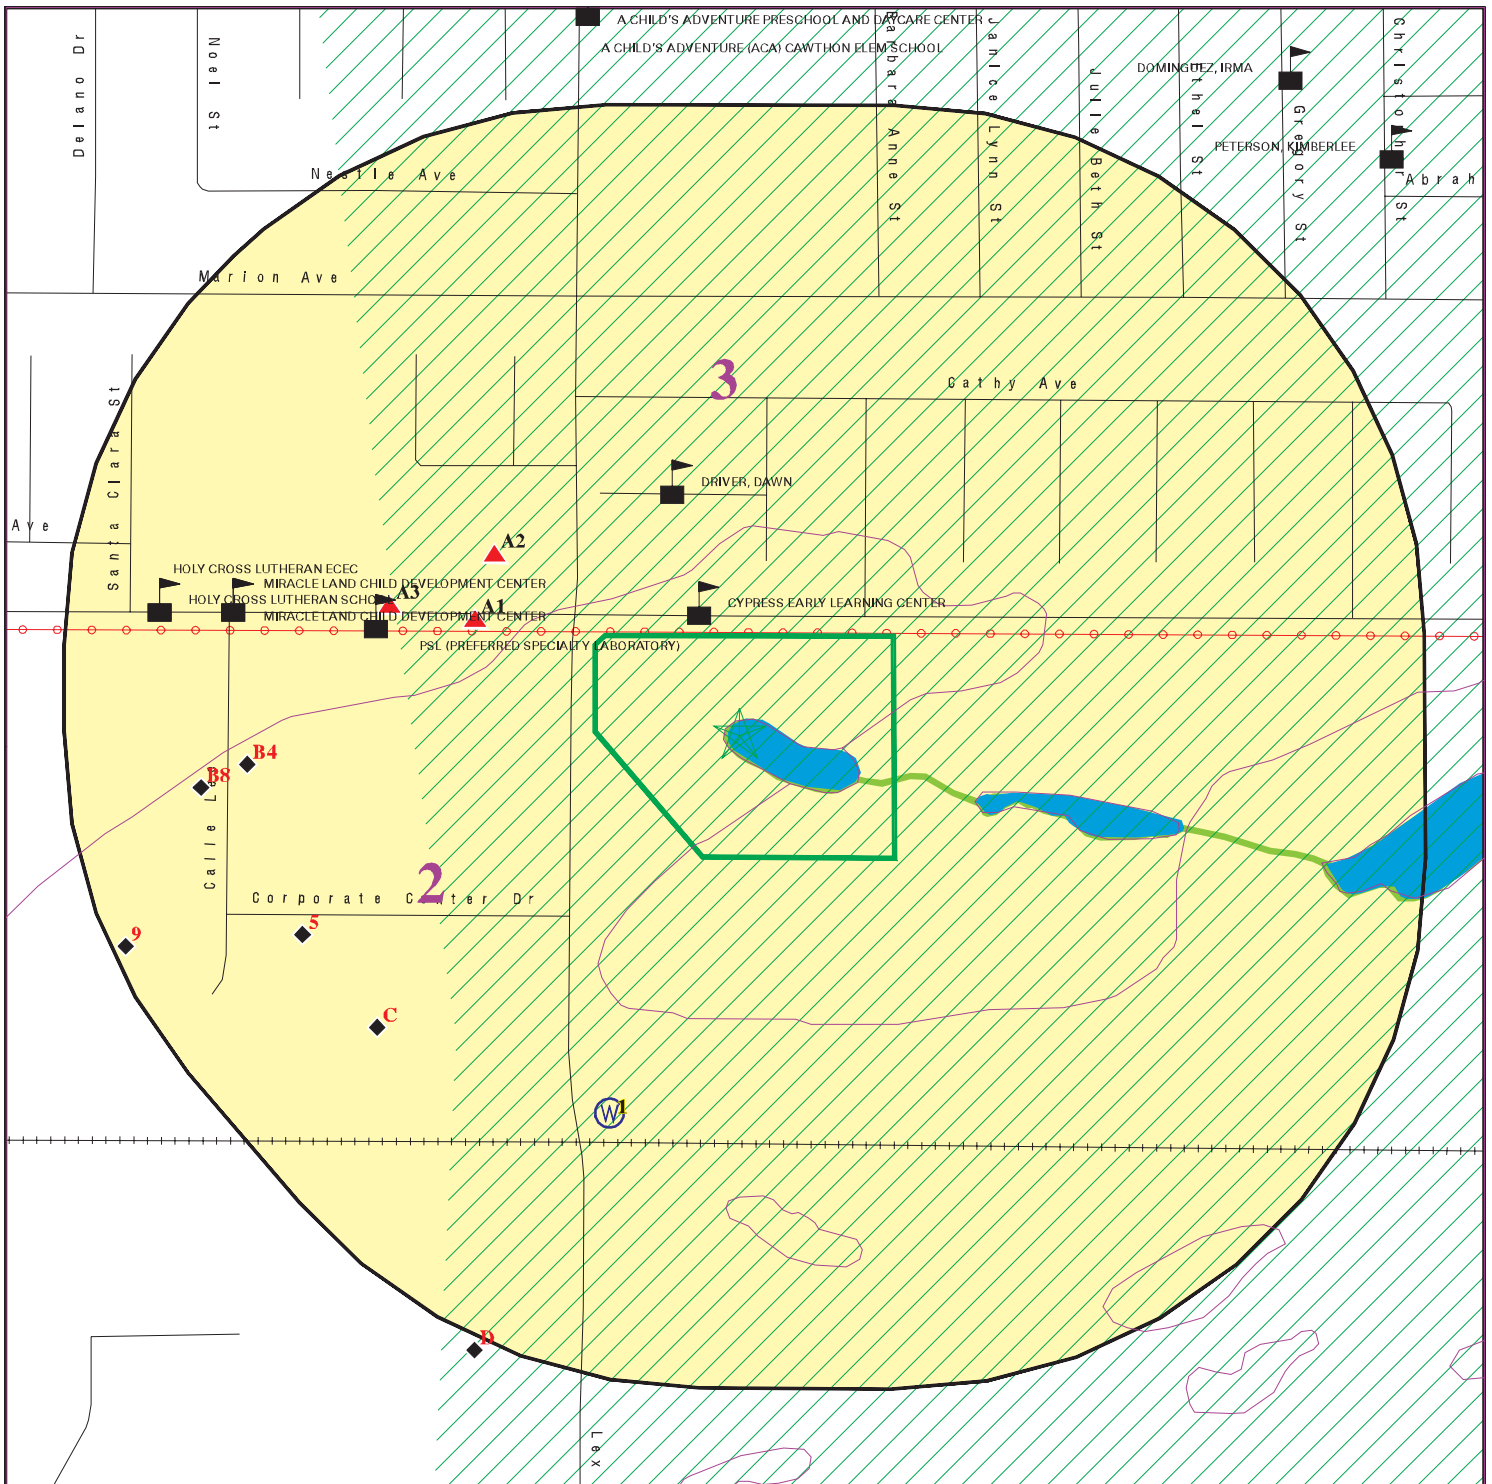 A CHILD'S ADVENTURE PRESCHOOL AND DAYCARE CENTER
A CHILD'S ADVENTURE (ACA) CAWTHON ELEM SCHOOL
Delano Dr
Noel St
Barbara Anne St
Janice Lynn St
Julie Beth St
Ethel St
Gregory St
DOMINGUEZ, IRMA
PETERSON, KIMBERLEE
Abrah
Nestle Ave
Marion Ave
3
Cathy Ave
Santa Clara St
DRIVER, DAWN
Ave
A2
HOLY CROSS LUTHERAN ECEC
MIRACLE LAND CHILD DEVELOPMENT CENTER
HOLY CROSS LUTHERAN SCHOOL
A3
A1
CYPRESS EARLY LEARNING CENTER
MIRACLE LAND CHILD DEVELOPMENT CENTER
PSL (PREFERRED SPECIALTY LABORATORY)
B4
B8
2
Corporate Center Dr
5
9
C
W
1
D
Lex